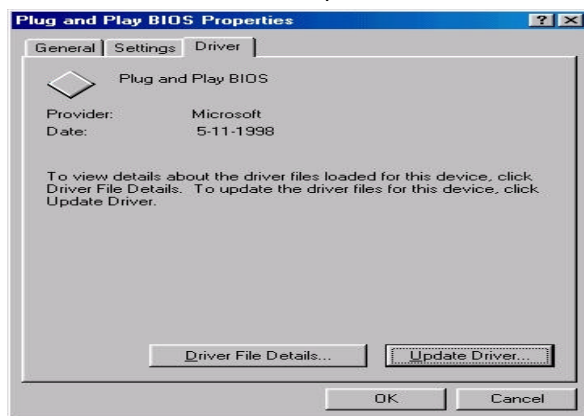 Plug and Play BIOS Properties
General Settings Driver
Plug and Play BIOS
Provider: Microsoft
Date: 5-11-1998
To view details about the driver files loaded for this device, click
Driver File Details. To update the driver files for this device, click
Update Driver.
Driver File Details... Update Driver...
OK Cancel